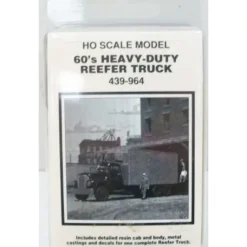 HO SCALE MODEL
60's HEAVY-DUTY
REEFER TRUCK
439-964
Includes detailed resin cab and body, metal
castings and decals for one complete Reefer Truck.